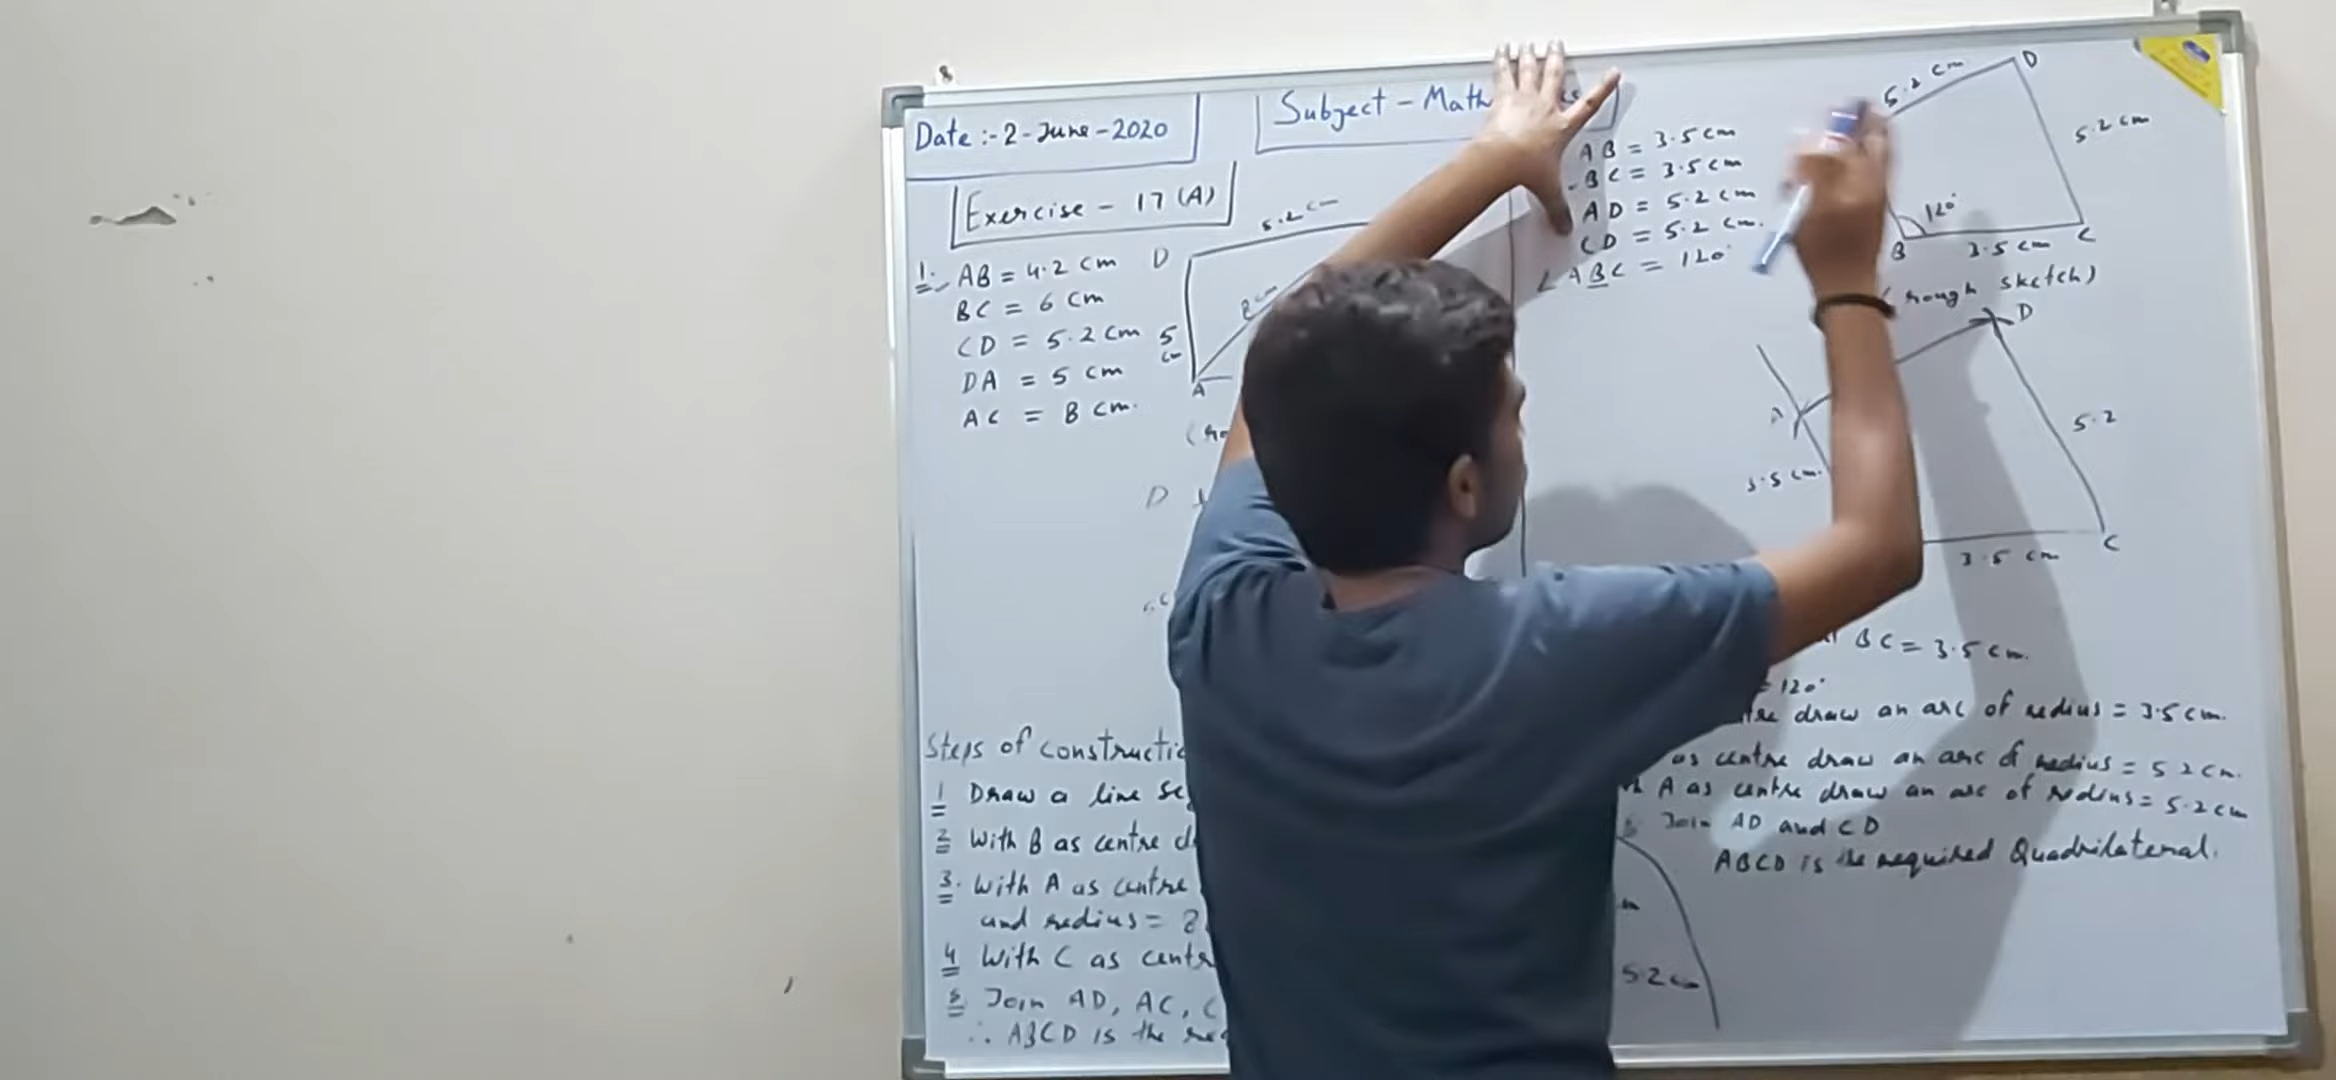 Date :- 2-June-2020
Subject - Math
Exercise - 17 (A)
1. AB = 4.2 cm
BC = 6 cm
CD = 5.2 cm
DA = 5 cm
AC = 8 cm.
D
5.2 cm
8 cm
5 cm
A
D
Steps of
1 Draw a line
2 With B as centre
3. With A as centre
and radius =
4 With C as
5 Join AD, AC,
∴ ABCD is the
AB = 3.5 cm
BC = 3.5 cm
AD = 5.2 cm
CD = 5.2 cm.
∠ABC = 120°
5.2 cm
D
5.2 cm
120°
B
3.5 cm
C
rough sketch)
D
A
5.2
3.5 cm.
3.5 cm
C
BC = 3.5 cm.
= 120°
draw an arc of radius = 3.5 cm.
as centre draw an arc of radius = 5.2 cm.
A as centre draw an arc of radius = 5.2 cm
Join AD and CD
ABCD is the required Quadrilateral.
5.2 cm